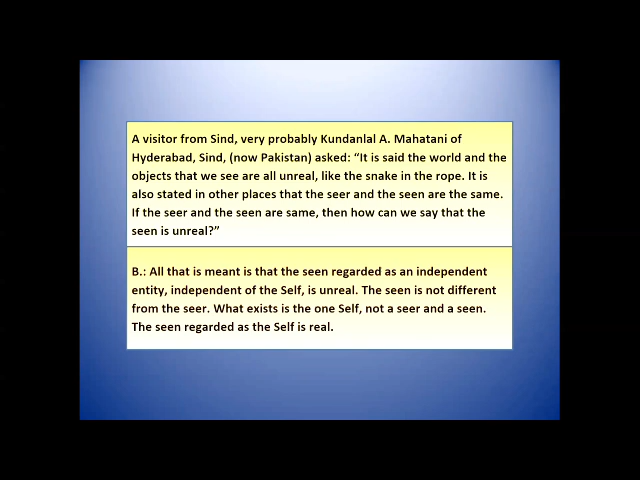 A visitor from Sind, very probably Kundanlal A. Mahatani of
Hyderabad, Sind, (now Pakistan) asked: “It is said the world and the
objects that we see are all unreal, like the snake in the rope. It is
also stated in other places that the seer and the seen are the same.
If the seer and the seen are same, then how can we say that the
seen is unreal?”
B.: All that is meant is that the seen regarded as an independent
entity, independent of the Self, is unreal. The seen is not different
from the seer. What exists is the one Self, not a seer and a seen.
The seen regarded as the Self is real.